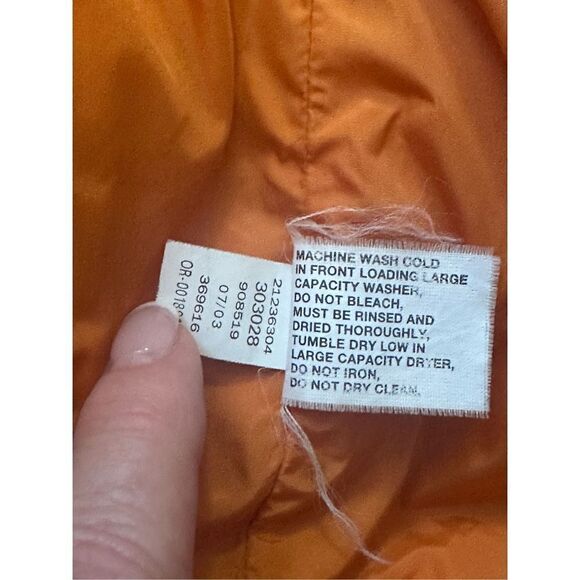 21236304
303028
908519
07/03
369616
OR-0018
MACHINE WASH COLD
IN FRONT LOADING LARGE
CAPACITY WASHER,
DO NOT BLEACH,
MUST BE RINSED AND
DRIED THOROUGHLY,
TUMBLE DRY LOW IN
LARGE CAPACITY DRYER,
DO NOT IRON,
DO NOT DRY CLEAN,